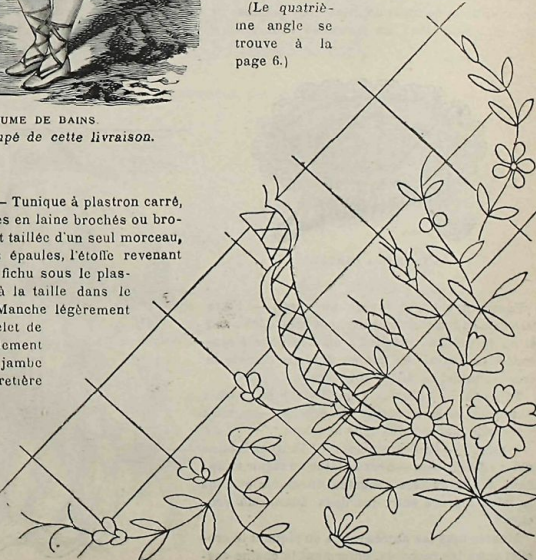 (Le quatriè-
me angle se
trouve à la
page 6.)
UME DE BAINS.
upé de cette livraison.
— Tunique à plastron carré,
es en laine brochés ou bro-
t taillée d'un seul morceau,
épaules, l'étoffe revenant
fichu sous le plas-
à la taille dans le
Manche légèrement
elet de
ement
jambe
retière